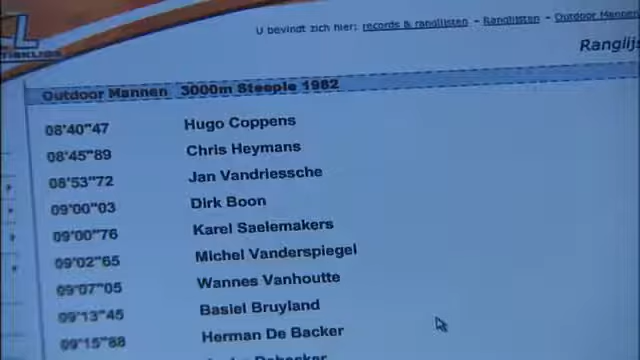 U bevindt zich hier: records & ranglijsten - Ranglijsten - Outdoor Mannen
Outdoor Mannen 3000m Steeple 1982
08'40"47 Hugo Coppens
08'45"89 Chris Heymans
08'53"72 Jan Vandriessche
09'00"03 Dirk Boon
09'00"76 Karel Saelemakers
09'02"65 Michel Vanderspiegel
09'07"05 Wannes Vanhoutte
09'13"45 Basiel Bruyland
09'15"88 Herman De Backer